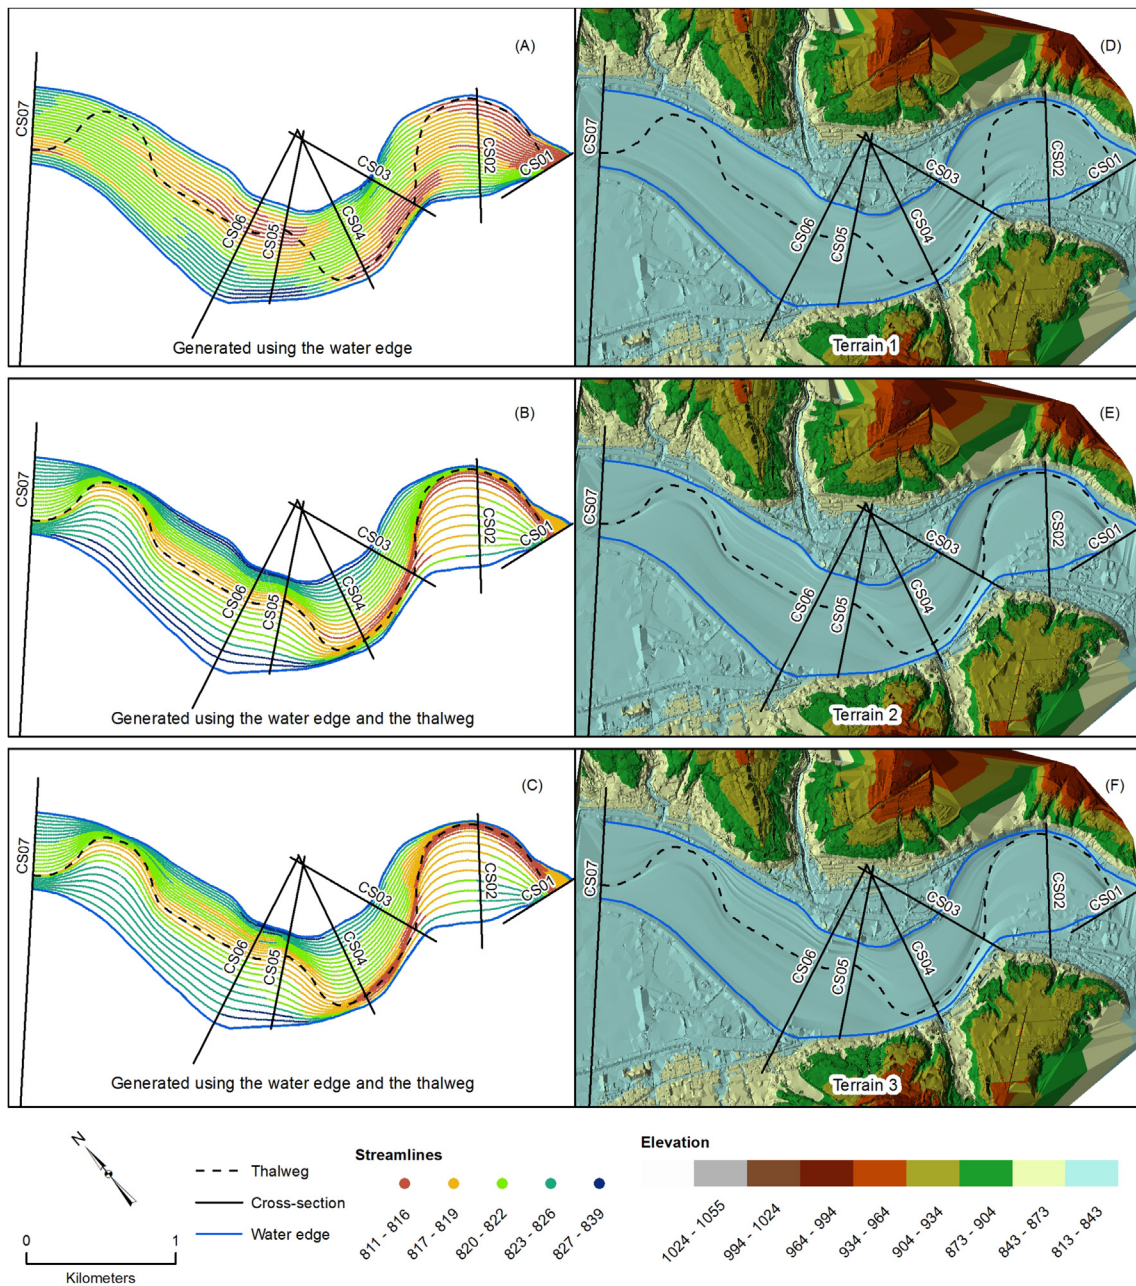 (A)
CS07
CS06
CS05
CS04
CS03
CS02
CS01
Generated using the water edge
(D)
CS07
CS06
CS05
CS04
CS03
CS02
CS01
Terrain 1
(B)
CS07
CS06
CS05
CS04
CS03
CS02
CS01
Generated using the water edge and the thalweg
(E)
CS07
CS06
CS05
CS04
CS03
CS02
CS01
Terrain 2
(C)
CS07
CS06
CS05
CS04
CS03
CS02
CS01
Generated using the water edge and the thalweg
(F)
CS07
CS06
CS05
CS04
CS03
CS02
CS01
Terrain 3
N
0 1
Kilometers
Thalweg
Cross-section
Water edge
Streamlines
811 - 816
817 - 819
820 - 822
823 - 826
827 - 839
Elevation
1024 - 1055
994 - 1024
964 - 994
934 - 964
904 - 934
873 - 904
843 - 873
813 - 843